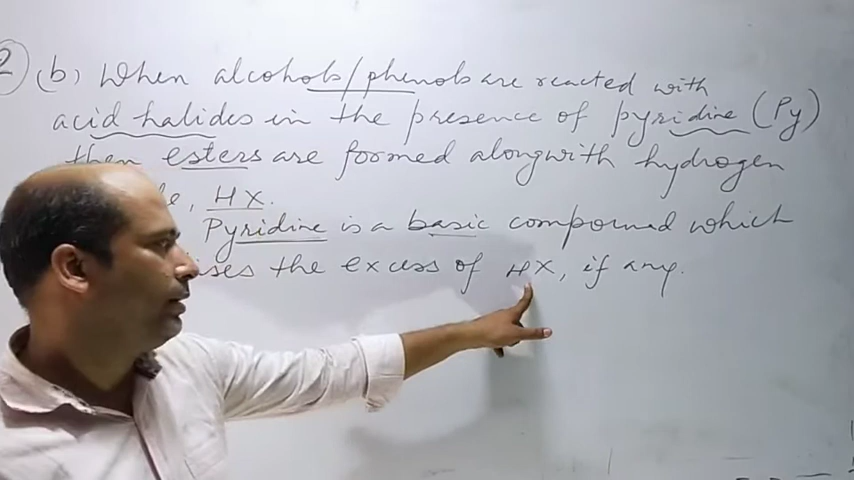 2 (b) When alcohols/phenols are reacted with
acid halides in the presence of pyridine (Py)
then esters are formed alongwith hydrogen
HX.
Pyridine is a basic compound which
the excess of HX, if any.